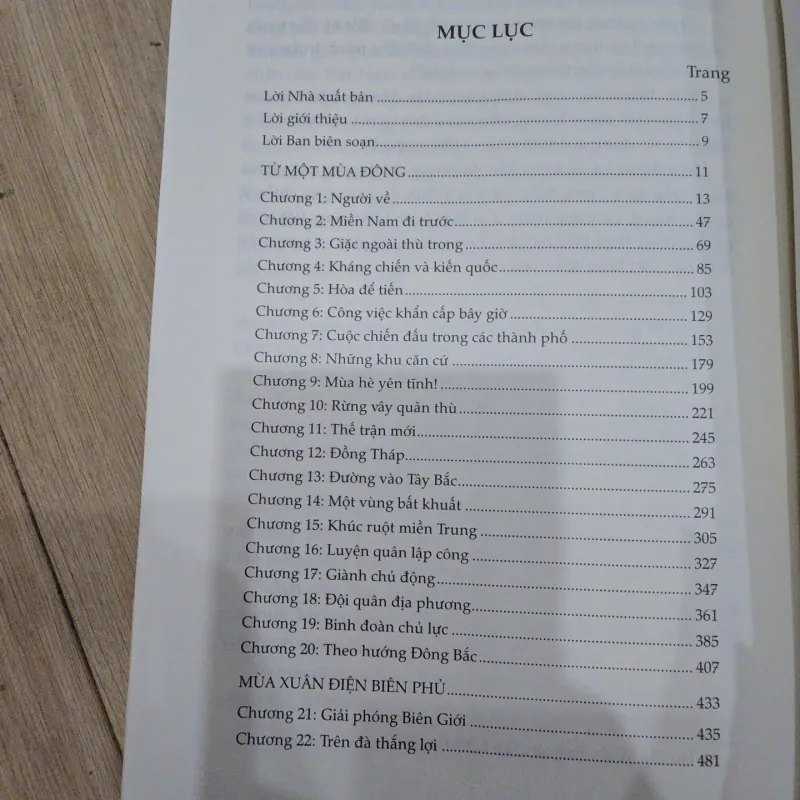 MỤC LỤC
Trang
Lời Nhà xuất bản 5
Lời giới thiệu 7
Lời Ban biên soạn 9
TỪ MỘT MÙA ĐÔNG 11
Chương 1: Người về 13
Chương 2: Miền Nam đi trước 47
Chương 3: Giặc ngoài thù trong 69
Chương 4: Kháng chiến và kiến quốc 85
Chương 5: Hòa để tiến 103
Chương 6: Công việc khẩn cấp bây giờ 129
Chương 7: Cuộc chiến đấu trong các thành phố 153
Chương 8: Những khu căn cứ 179
Chương 9: Mùa hè yên tĩnh! 199
Chương 10: Rừng vây quân thù 221
Chương 11: Thế trận mới 245
Chương 12: Đồng Tháp 263
Chương 13: Đường vào Tây Bắc 275
Chương 14: Một vùng bất khuất 291
Chương 15: Khúc ruột miền Trung 305
Chương 16: Luyện quân lập công 327
Chương 17: Giành chủ động 347
Chương 18: Đội quân địa phương 361
Chương 19: Binh đoàn chủ lực 385
Chương 20: Theo hướng Đông Bắc 407
MÙA XUÂN ĐIỆN BIÊN PHỦ 433
Chương 21: Giải phóng Biên Giới 435
Chương 22: Trên đà thắng lợi 481